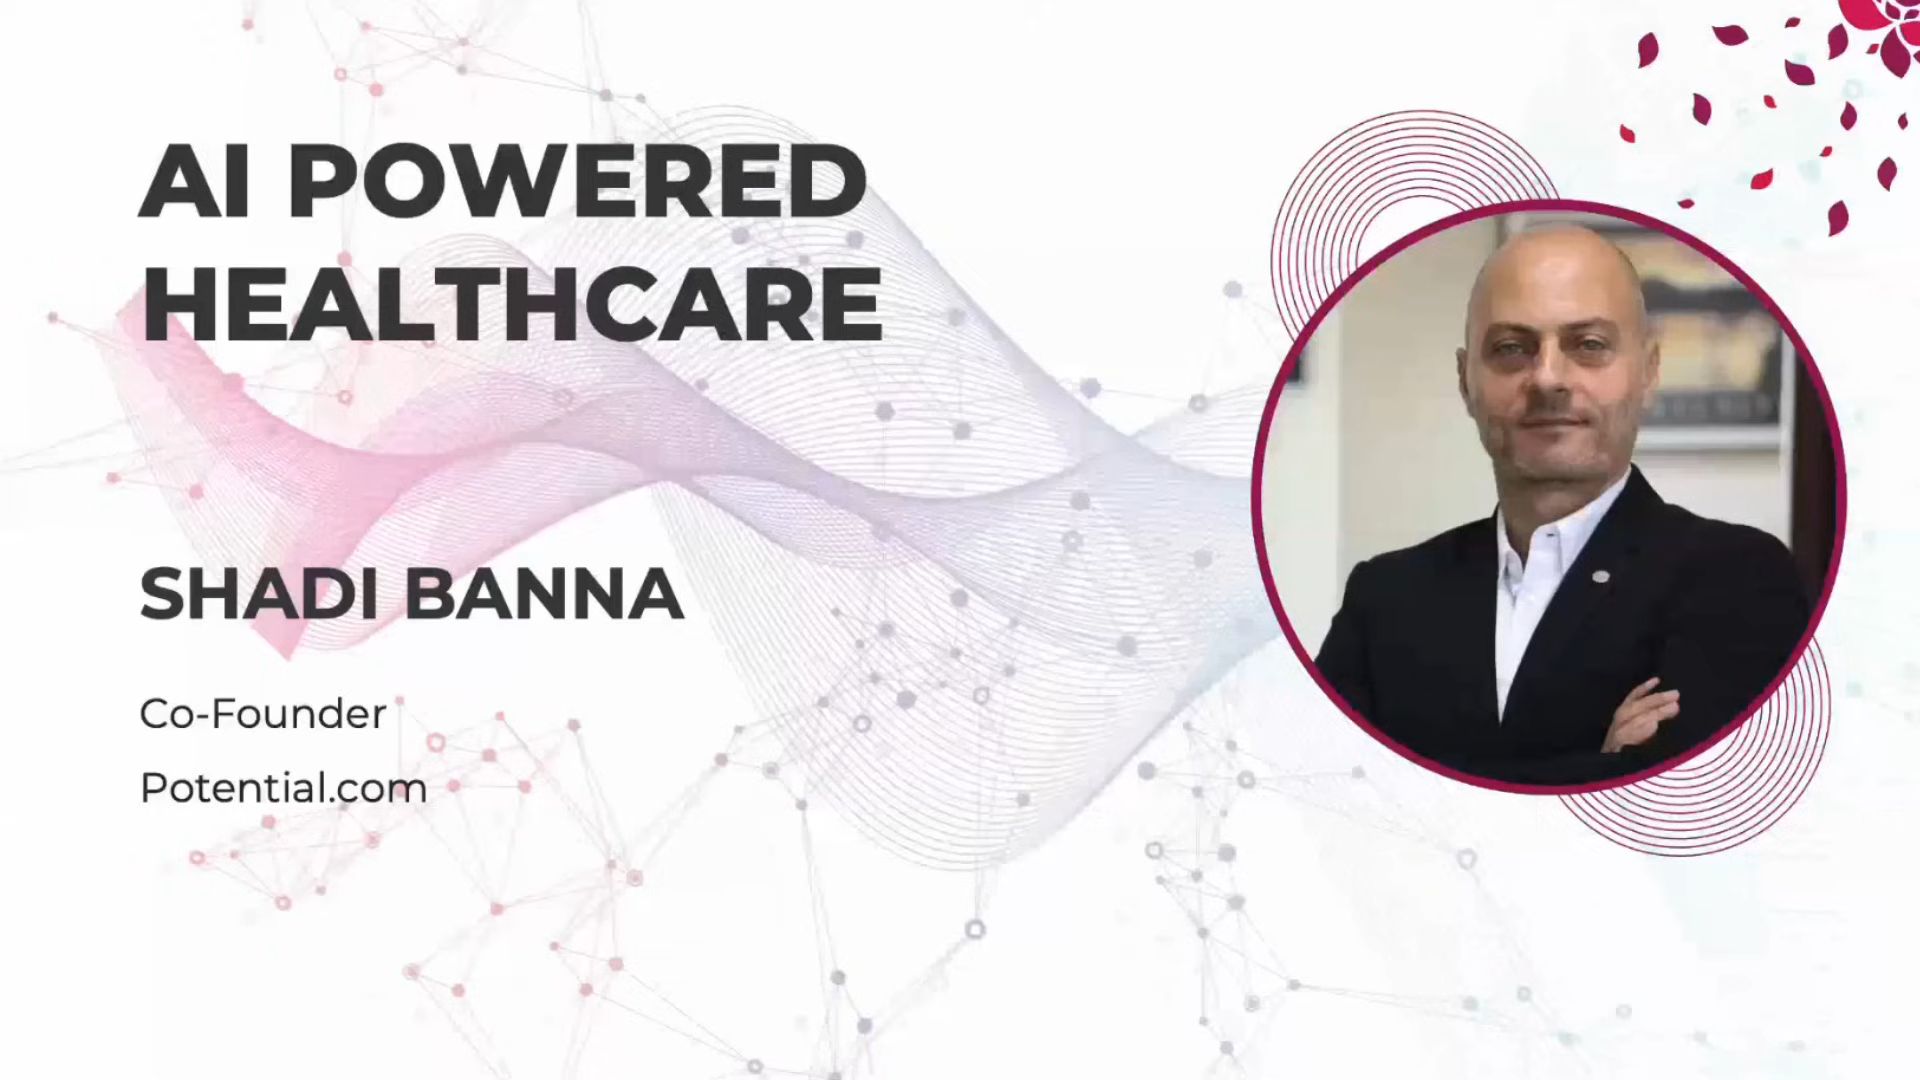 AI POWERED
HEALTHCARE
SHADI BANNA
Co-Founder
Potential.com